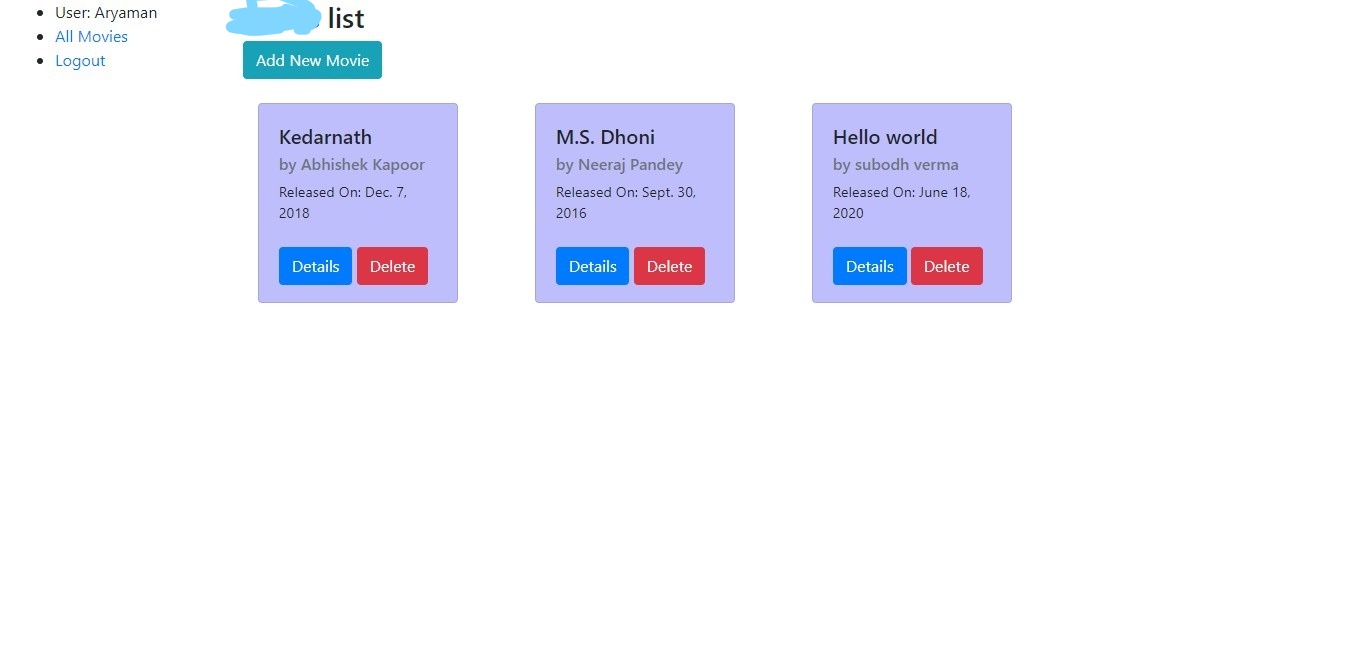 User: Aryaman
All Movies
Logout
list
Add New Movie
Kedarnath
by Abhishek Kapoor
Released On: Dec. 7,
2018
Details Delete
M.S. Dhoni
by Neeraj Pandey
Released On: Sept. 30,
2016
Details Delete
Hello world
by subodh verma
Released On: June 18,
2020
Details Delete